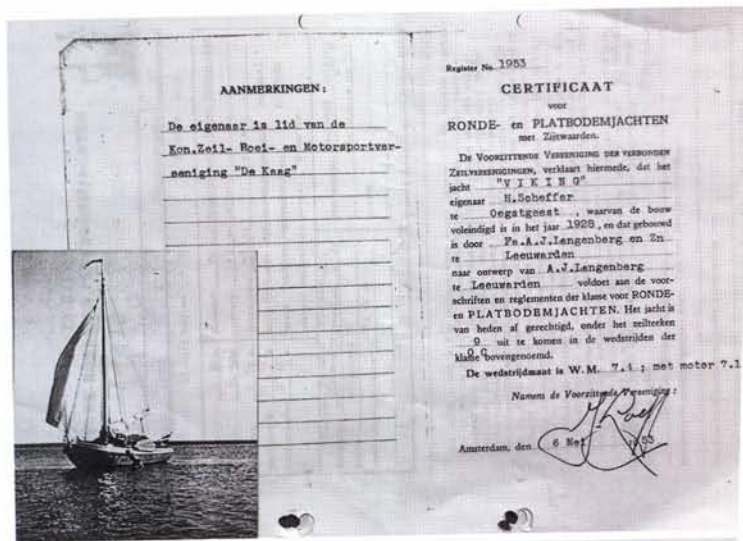 AANMERKINGEN:
De eigenaar is lid van de
Kon.Zeil- Roei- en Motorsportver-
eeniging "De Kaag"
Register No. 1953
CERTIFICAAT
voor
RONDE- en PLATBODEMJACHTEN
met Zijzwaarden.
De VOORZITTENDE VEREENIGING DER VERBONDEN
ZEILVEREENIGINGEN, verklaart hiermede, dat het
jacht "VIKING"
eigenaar H.Scheffer
te Oegstgeest, waarvan de bouw
voleindigd is in het jaar 1928, en dat gebouwd
is door Fa.A.J.Langenberg en Zn
te Leeuwarden
naar ontwerp van A.J.Langenberg
te Leeuwarden voldoet aan de voor-
schriften en reglementen der klasse voor RONDE-
en PLATBODEMJACHTEN. Het jacht is
van heden af gerechtigd, onder het zeilteeken
uit te komen in de wedstrijden der
klasse bovengenoemd.
De wedstrijdmaat is W.M. 7.4 ; met motor 7.1
Namens de Voorzittende Vereeniging:
Amsterdam, den 6 Mei 1953